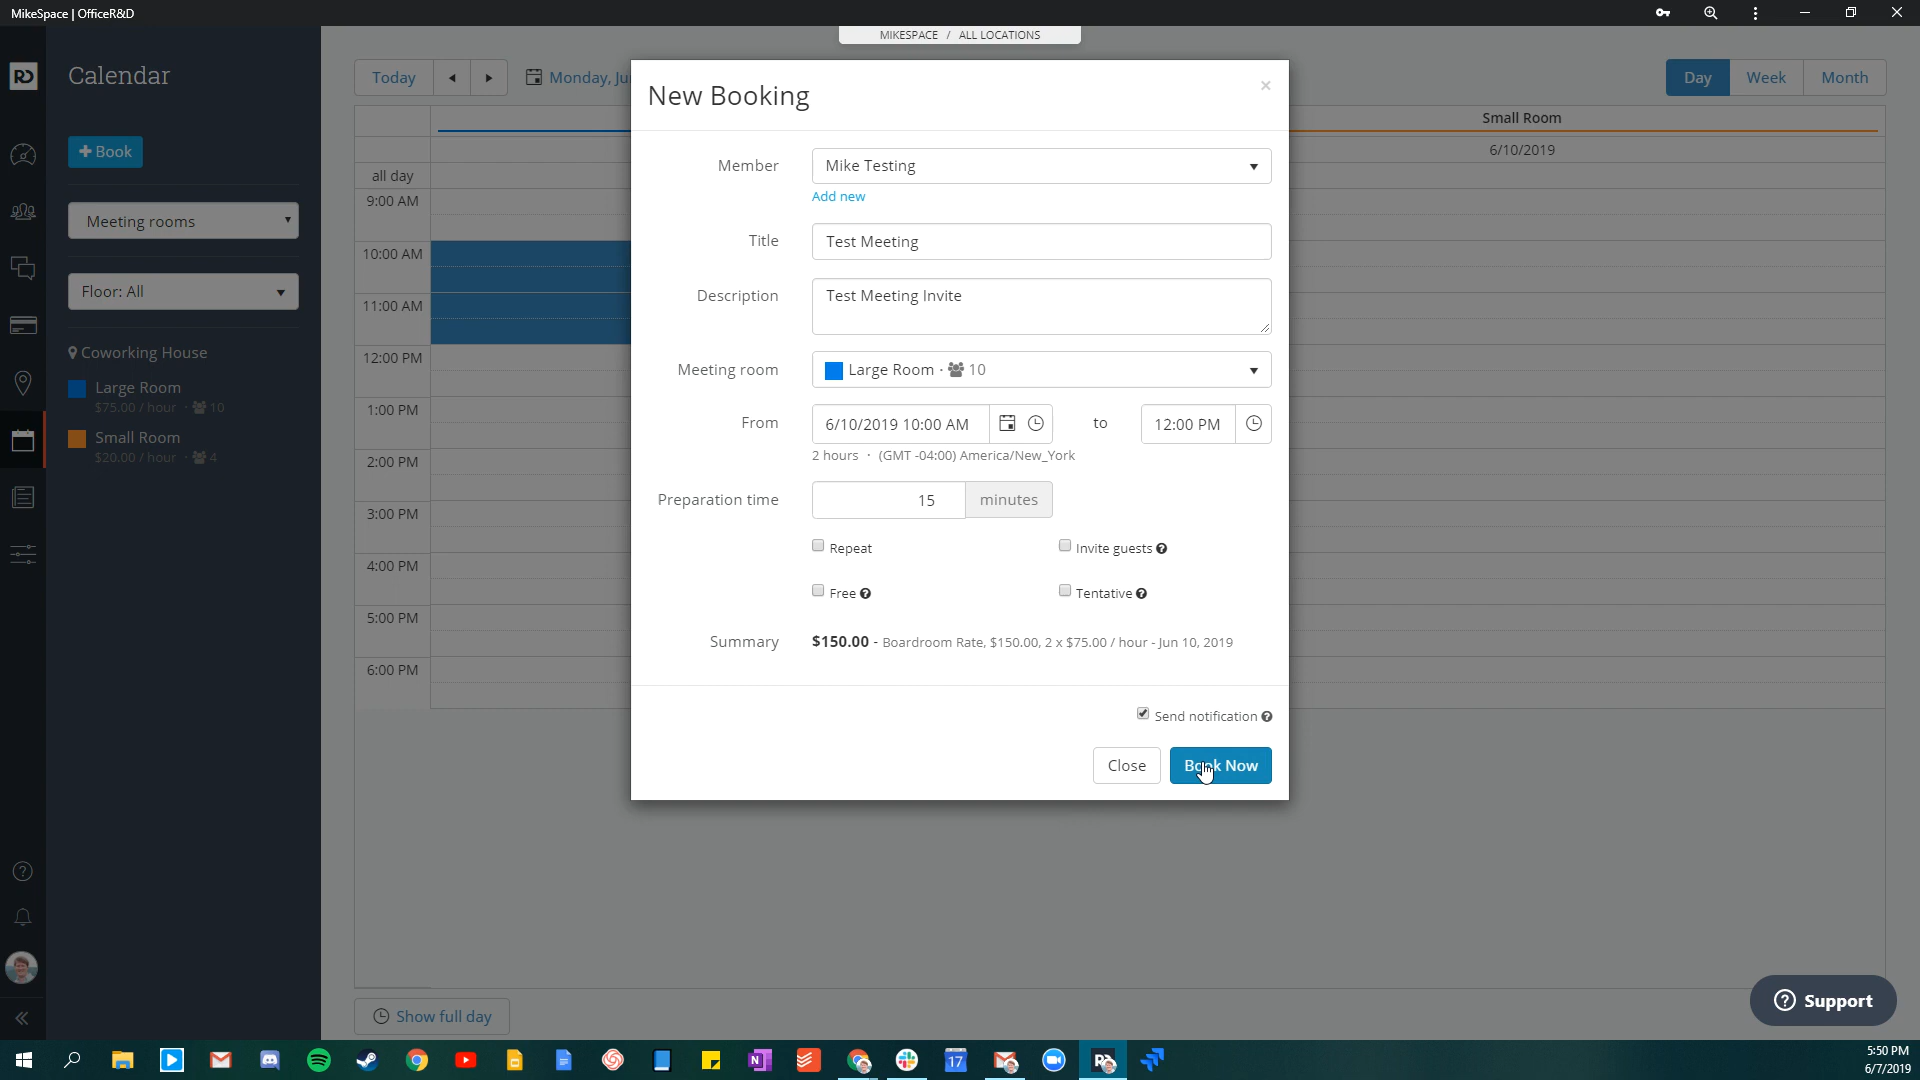 MikeSpace | OfficeR&D
MIKESPACE / ALL LOCATIONS
RD
Calendar
+ Book
Meeting rooms
Floor: All
Coworking House
Large Room
$75.00 / hour · 10
Small Room
$20.00 / hour · 4
Today
Monday, Ju
Day
Week
Month
Small Room
6/10/2019
all day
9:00 AM
10:00 AM
11:00 AM
12:00 PM
1:00 PM
2:00 PM
3:00 PM
4:00 PM
5:00 PM
6:00 PM
Show full day
New Booking
×
Member
Mike Testing
Add new
Title
Test Meeting
Description
Test Meeting Invite
Meeting room
Large Room · 10
From
6/10/2019 10:00 AM
to
12:00 PM
2 hours · (GMT -04:00) America/New_York
Preparation time
15
minutes
Repeat
Invite guests
Free
Tentative
Summary
$150.00 - Boardroom Rate, $150.00, 2 x $75.00 / hour - Jun 10, 2019
Send notification
Close
Book Now
Support
17
5:50 PM
6/7/2019